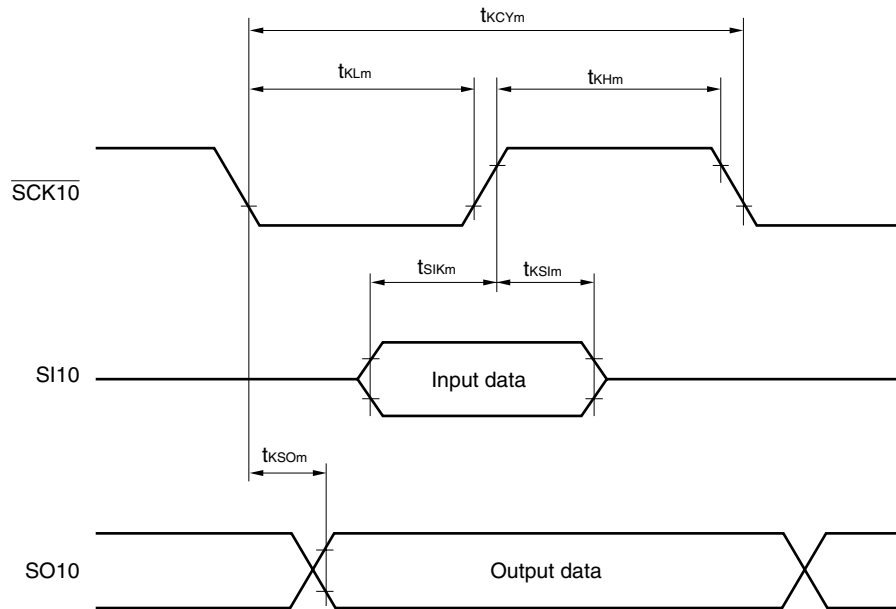 tKCYm
tKLm
tKHm
SCK10
tSIKm
tKSIm
SI10
Input data
tKSOm
SO10
Output data